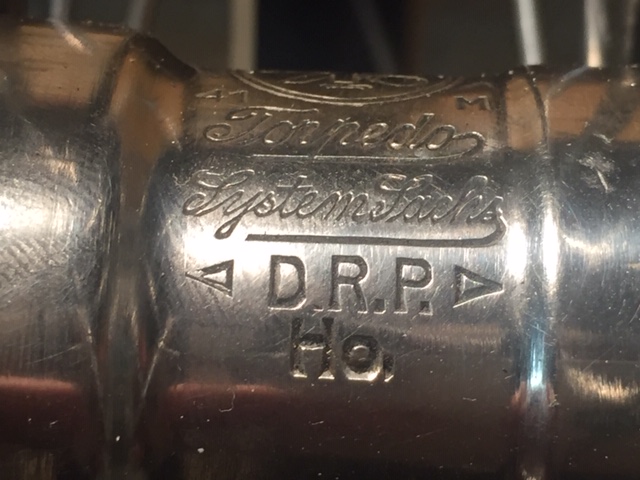 41 M
Torpedo
System Sachs
D.R.P.
Ho,